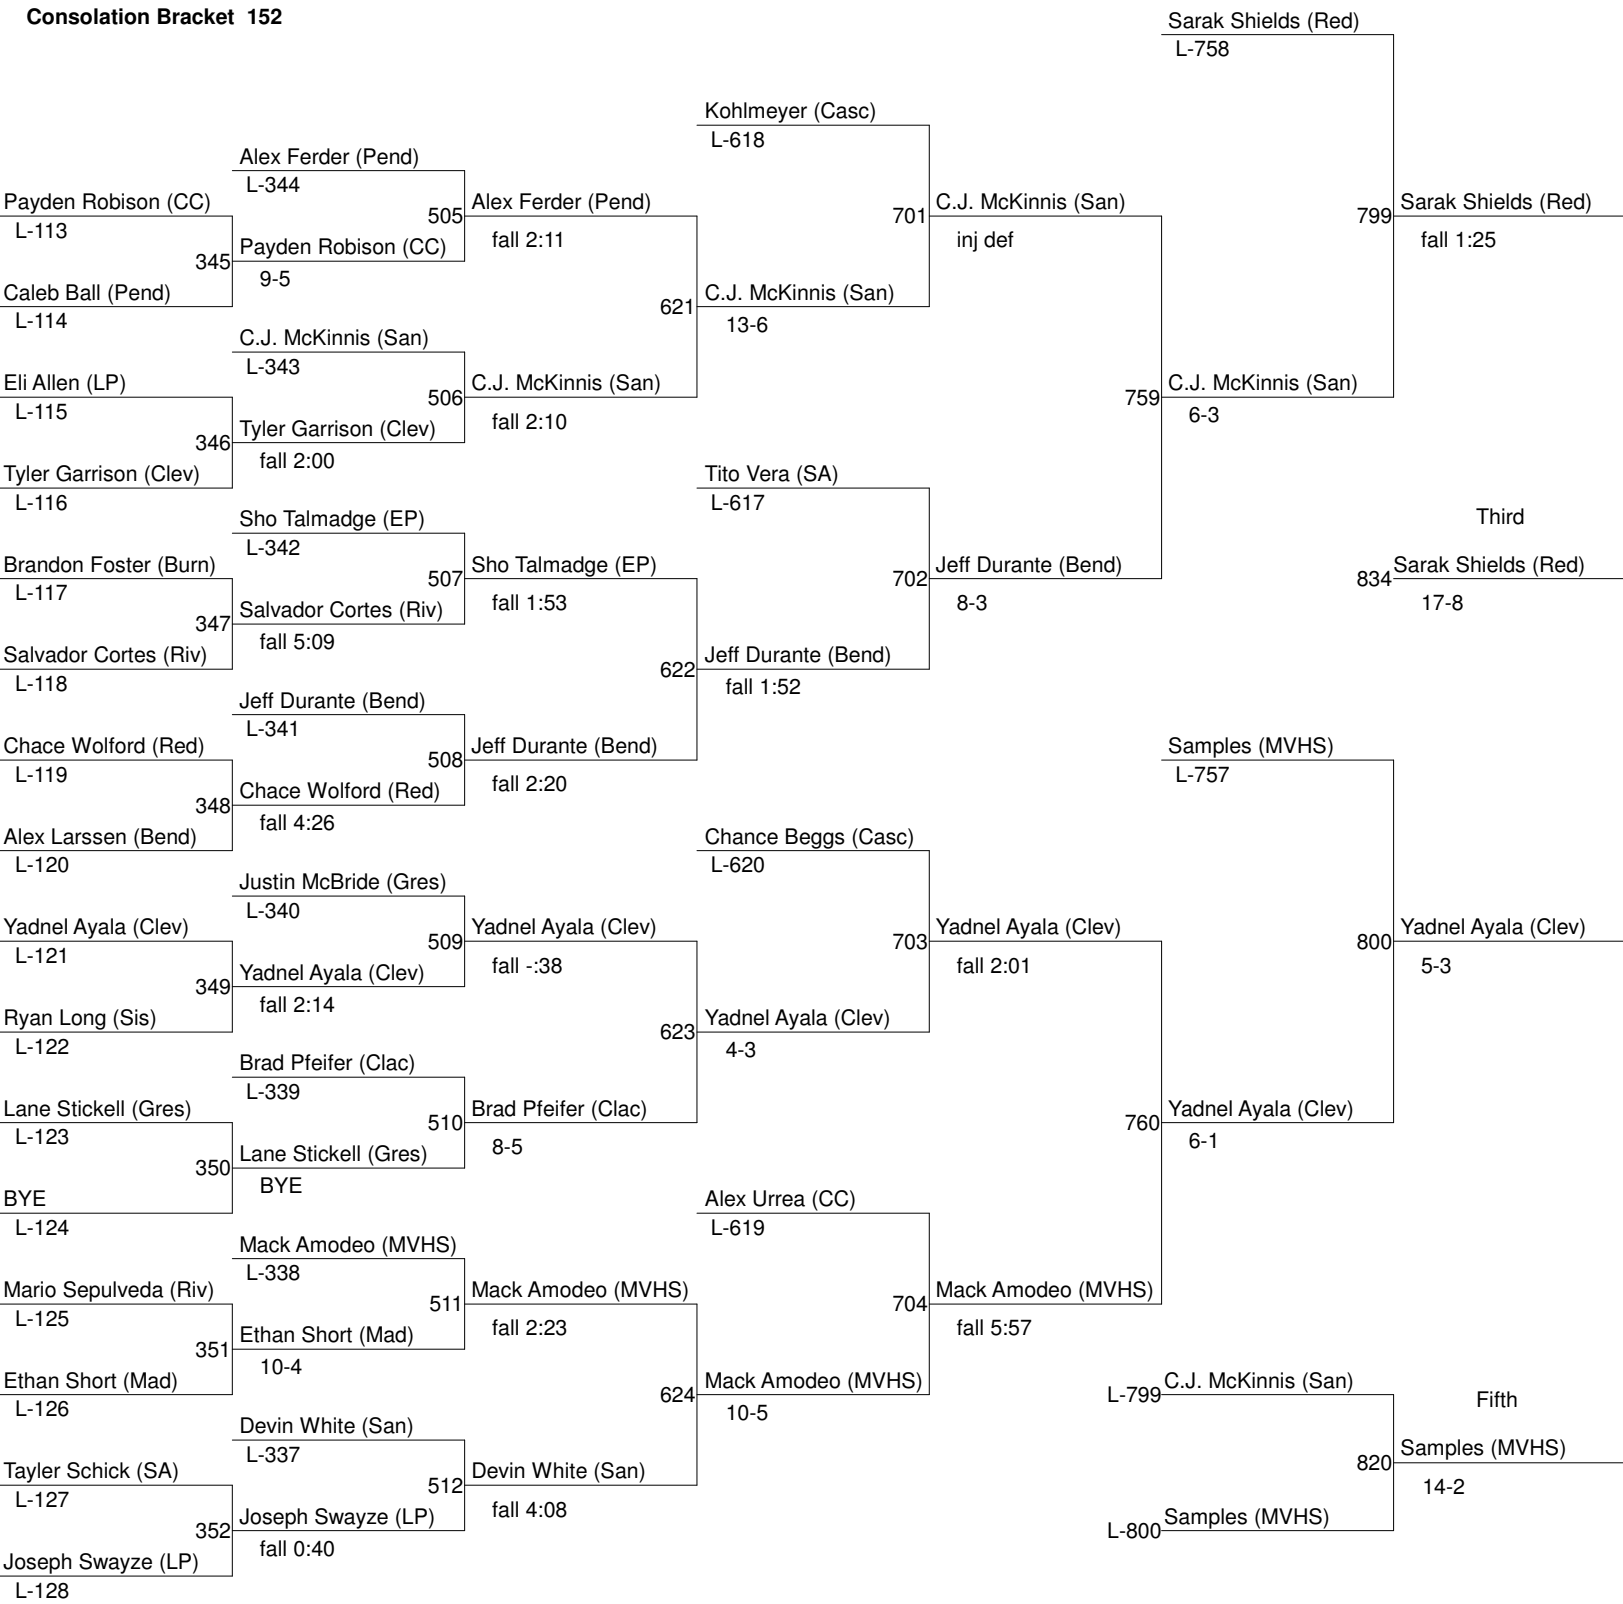 Consolation Bracket 152
Sarak Shields (Red)
L-758
Kohlmeyer (Casc)
L-618
Alex Ferder (Pend)
L-344
Payden Robison (CC)
L-113
505
Alex Ferder (Pend)
fall 2:11
701
C.J. McKinnis (San)
inj def
799
Sarak Shields (Red)
fall 1:25
345
Payden Robison (CC)
9-5
Caleb Ball (Pend)
L-114
621
C.J. McKinnis (San)
13-6
C.J. McKinnis (San)
L-343
Eli Allen (LP)
L-115
506
C.J. McKinnis (San)
fall 2:10
759
C.J. McKinnis (San)
6-3
346
Tyler Garrison (Clev)
fall 2:00
Tyler Garrison (Clev)
L-116
Tito Vera (SA)
L-617
Sho Talmadge (EP)
L-342
Third
Brandon Foster (Burn)
L-117
507
Sho Talmadge (EP)
fall 1:53
702
Jeff Durante (Bend)
8-3
834
Sarak Shields (Red)
17-8
347
Salvador Cortes (Riv)
fall 5:09
Salvador Cortes (Riv)
L-118
622
Jeff Durante (Bend)
fall 1:52
Jeff Durante (Bend)
L-341
Chace Wolford (Red)
L-119
508
Jeff Durante (Bend)
fall 2:20
Samples (MVHS)
L-757
348
Chace Wolford (Red)
fall 4:26
Alex Larssen (Bend)
L-120
Chance Beggs (Casc)
L-620
Justin McBride (Gres)
L-340
Yadnel Ayala (Clev)
L-121
509
Yadnel Ayala (Clev)
fall -:38
703
Yadnel Ayala (Clev)
fall 2:01
800
Yadnel Ayala (Clev)
5-3
349
Yadnel Ayala (Clev)
fall 2:14
Ryan Long (Sis)
L-122
623
Yadnel Ayala (Clev)
4-3
Brad Pfeifer (Clac)
L-339
Lane Stickell (Gres)
L-123
510
Brad Pfeifer (Clac)
8-5
760
Yadnel Ayala (Clev)
6-1
350
Lane Stickell (Gres)
BYE
BYE
L-124
Alex Urrea (CC)
L-619
Mack Amodeo (MVHS)
L-338
Mario Sepulveda (Riv)
L-125
511
Mack Amodeo (MVHS)
fall 2:23
704
Mack Amodeo (MVHS)
fall 5:57
351
Ethan Short (Mad)
10-4
Ethan Short (Mad)
L-126
624
Mack Amodeo (MVHS)
10-5
L-799
C.J. McKinnis (San)
Fifth
Devin White (San)
L-337
820
Samples (MVHS)
14-2
Tayler Schick (SA)
L-127
512
Devin White (San)
fall 4:08
352
Joseph Swayze (LP)
fall 0:40
L-800
Samples (MVHS)
Joseph Swayze (LP)
L-128